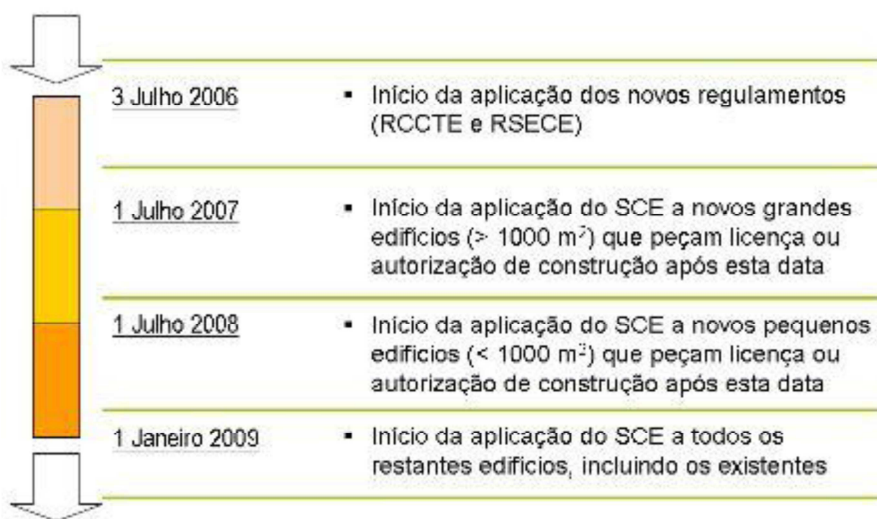 3 Julho 2006
▪ Início da aplicação dos novos regulamentos
(RCCTE e RSECE)
1 Julho 2007
▪ Início da aplicação do SCE a novos grandes
edifícios (> 1000 m²) que peçam licença ou
autorização de construção após esta data
1 Julho 2008
▪ Início da aplicação do SCE a novos pequenos
edifícios (< 1000 m²) que peçam licença ou
autorização de construção após esta data
1 Janeiro 2009
▪ Início da aplicação do SCE a todos os
restantes edifícios, incluindo os existentes